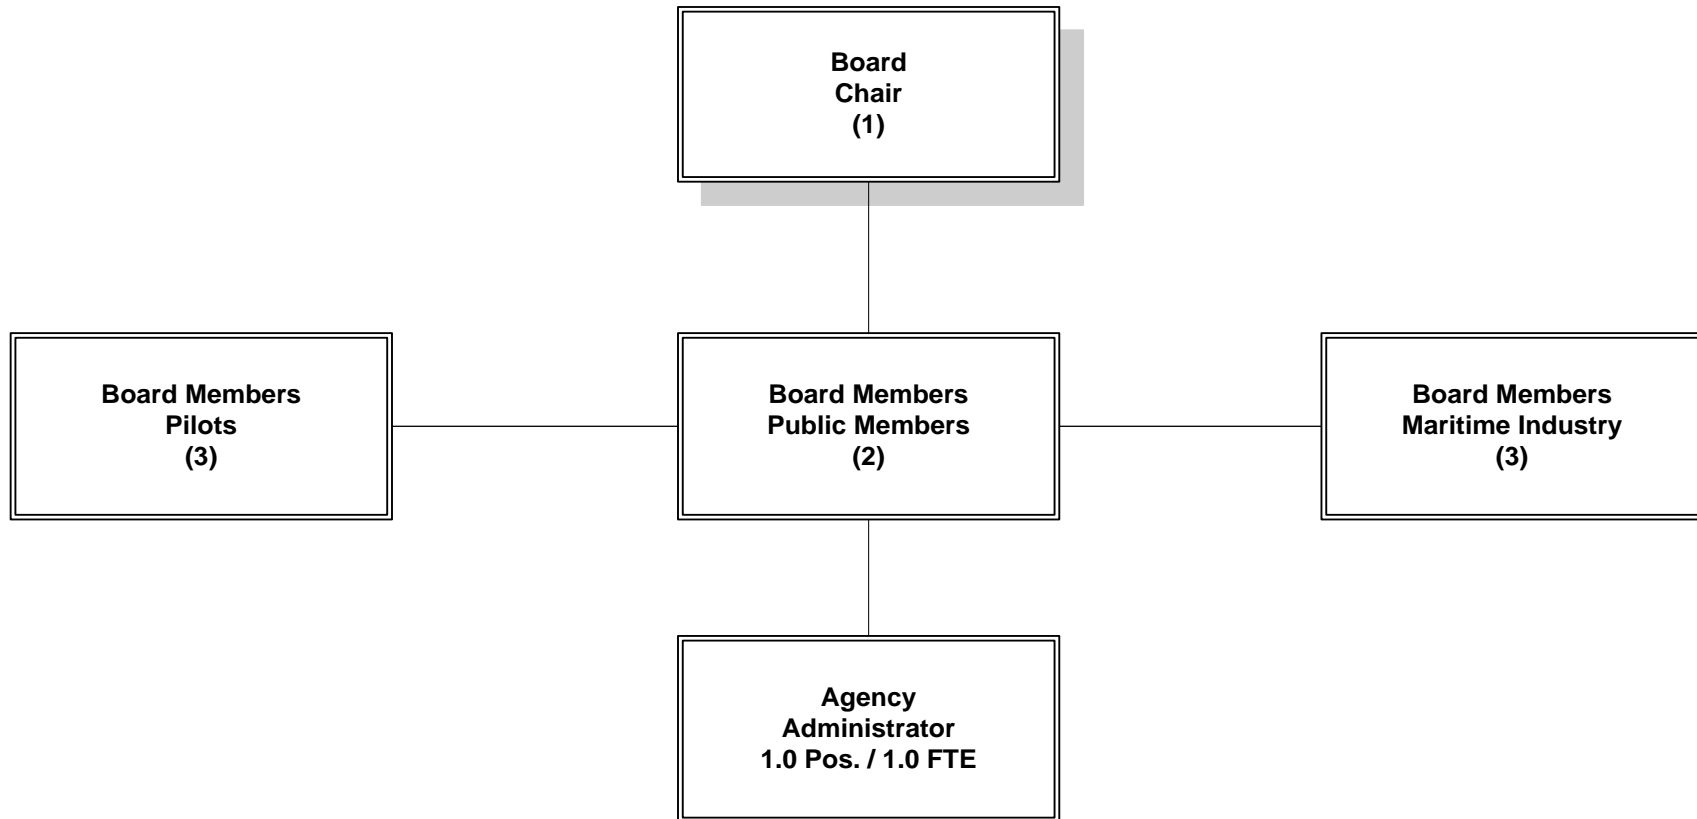 Board
Chair
(1)
Board Members
Pilots
(3)
Board Members
Public Members
(2)
Board Members
Maritime Industry
(3)
Agency
Administrator
1.0 Pos. / 1.0 FTE